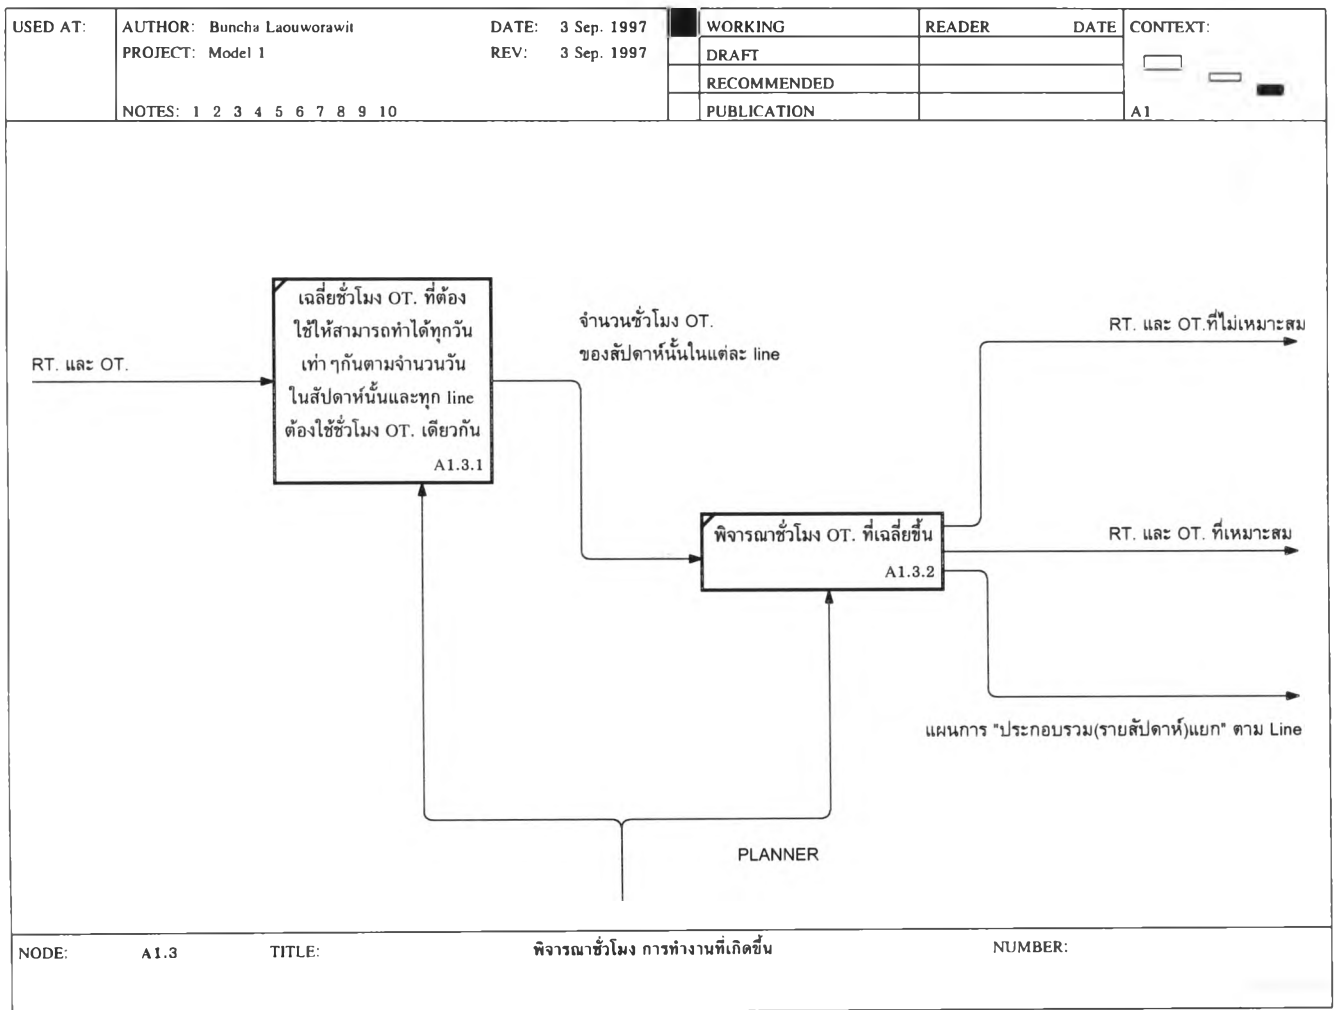 USED AT:
AUTHOR: Buncha Laouworawit
DATE: 3 Sep. 1997
PROJECT: Model 1
REV: 3 Sep. 1997
NOTES: 1 2 3 4 5 6 7 8 9 10
WORKING
DRAFT
RECOMMENDED
PUBLICATION
READER DATE
CONTEXT:
A1
RT. และ OT.
เฉลี่ยชั่วโมง OT. ที่ต้อง
ใช้ให้สามารถทำได้ทุกวัน
เท่า ๆกันตามจำนวนวัน
ในสัปดาห์นั้นและทุก line
ต้องใช้ชั่วโมง OT. เดียวกัน
A1.3.1
จำนวนชั่วโมง OT.
ของสัปดาห์นั้นในแต่ละ line
พิจารณาชั่วโมง OT. ที่เฉลี่ยขึ้น
A1.3.2
RT. และ OT.ที่ไม่เหมาะสม
RT. และ OT. ที่เหมาะสม
แผนการ "ประกอบรวม(รายสัปดาห์)แยก" ตาม Line
PLANNER
NODE: A1.3
TITLE: พิจารณาชั่วโมง การทำงานที่เกิดขึ้น
NUMBER: